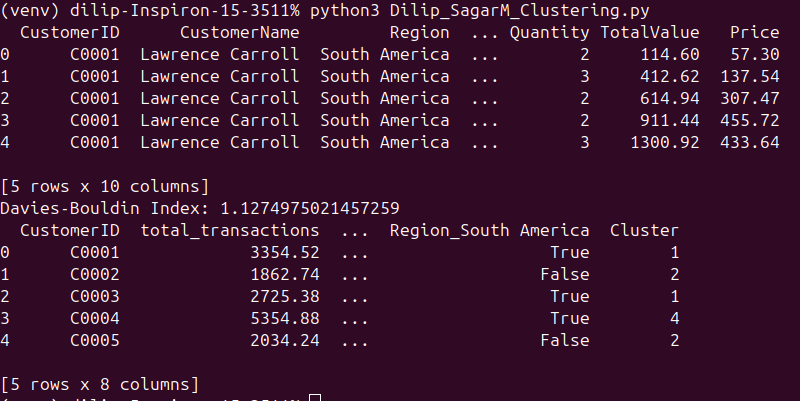 (venv) dilip-Inspiron-15-3511% python3 Dilip_SagarM_Clustering.py
  CustomerID      CustomerName         Region  ... Quantity TotalValue   Price
0      C0001  Lawrence Carroll  South America  ...        2     114.60   57.30
1      C0001  Lawrence Carroll  South America  ...        3     412.62  137.54
2      C0001  Lawrence Carroll  South America  ...        2     614.94  307.47
3      C0001  Lawrence Carroll  South America  ...        2     911.44  455.72
4      C0001  Lawrence Carroll  South America  ...        3    1300.92  433.64
[5 rows x 10 columns]
Davies-Bouldin Index: 1.1274975021457259
  CustomerID  total_transactions  ...  Region_South America  Cluster
0      C0001             3354.52  ...                  True        1
1      C0002             1862.74  ...                 False        2
2      C0003             2725.38  ...                  True        1
3      C0004             5354.88  ...                  True        4
4      C0005             2034.24  ...                 False        2
[5 rows x 8 columns]
(venv) dilip-Inspiron-15-3511%